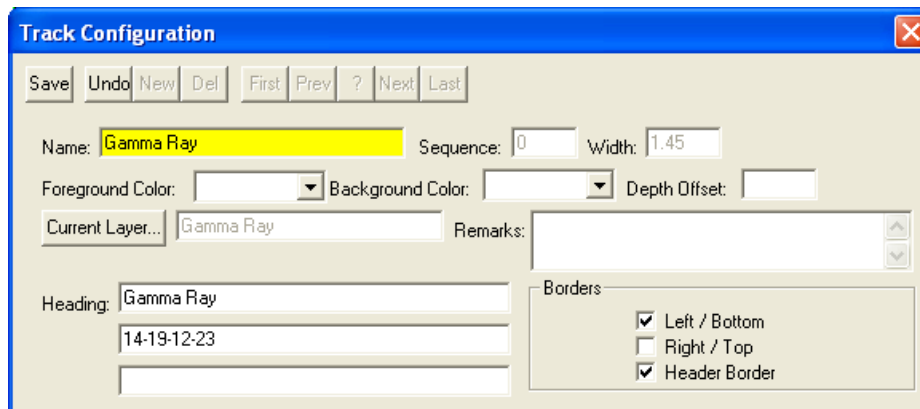 Track Configuration
Save Undo New Del First Prev ? Next Last
Name: Gamma Ray Sequence: 0 Width: 1.45
Foreground Color: Background Color: Depth Offset:
Current Layer... Gamma Ray Remarks:
Heading: Gamma Ray
14-19-12-23
Borders
Left / Bottom
Right / Top
Header Border